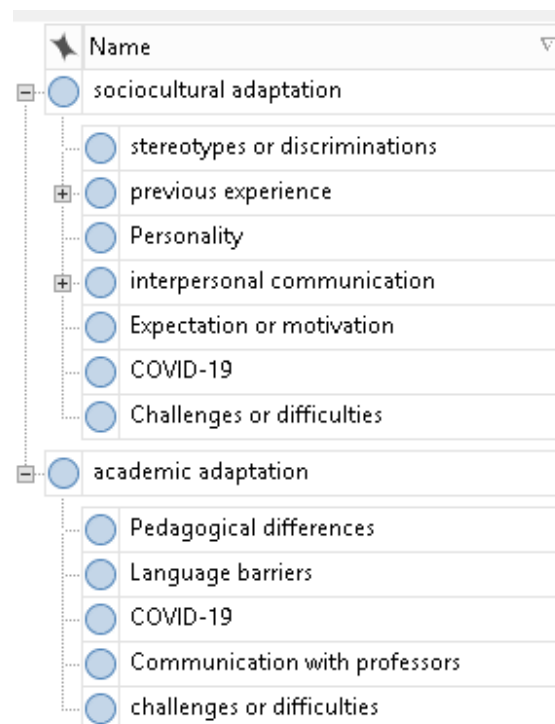 Name
sociocultural adaptation
stereotypes or discriminations
previous experience
Personality
interpersonal communication
Expectation or motivation
COVID-19
Challenges or difficulties
academic adaptation
Pedagogical differences
Language barriers
COVID-19
Communication with professors
challenges or difficulties